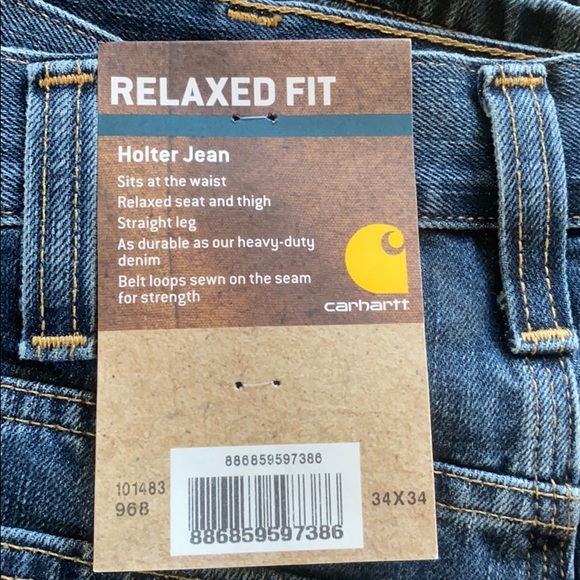 RELAXED FIT
Holter Jean
Sits at the waist
Relaxed seat and thigh
Straight leg
As durable as our heavy-duty
denim
Belt loops sewn on the seam
for strength
carhartt
886859597386
101483
968
34X34
886859597386